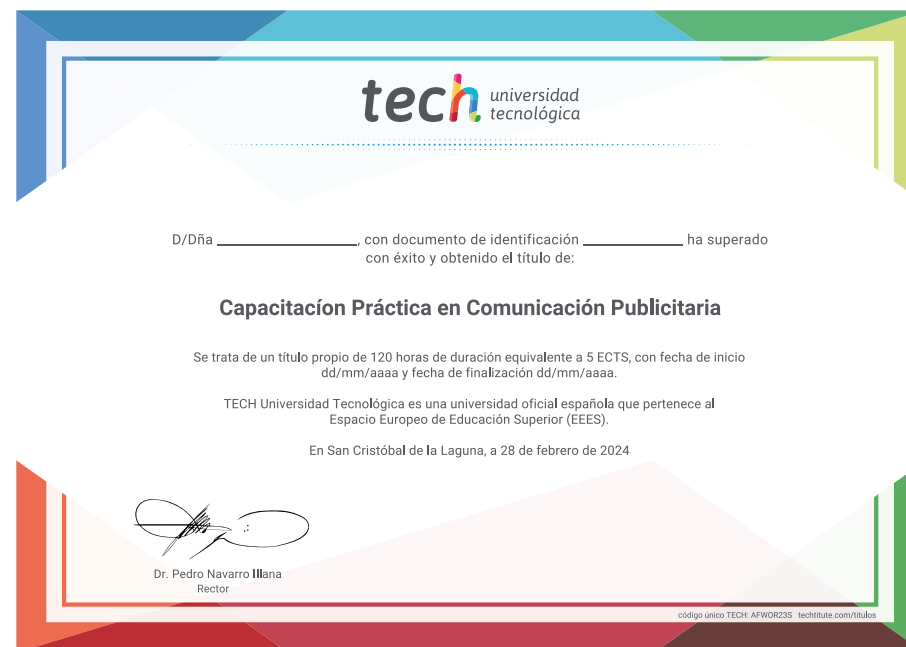 tech universidad
tecnológica
D/Dña ____________, con documento de identificación ____________ ha superado
con éxito y obtenido el título de:
Capacitacíon Práctica en Comunicación Publicitaria
Se trata de un título propio de 120 horas de duración equivalente a 5 ECTS, con fecha de inicio
dd/mm/aaaa y fecha de finalización dd/mm/aaaa.
TECH Universidad Tecnológica es una universidad oficial española que pertenece al
Espacio Europeo de Educación Superior (EEES).
En San Cristóbal de la Laguna, a 28 de febrero de 2024
Dr. Pedro Navarro Illana
Rector
código único TECH: AFWOR23S techtitute.com/titulos